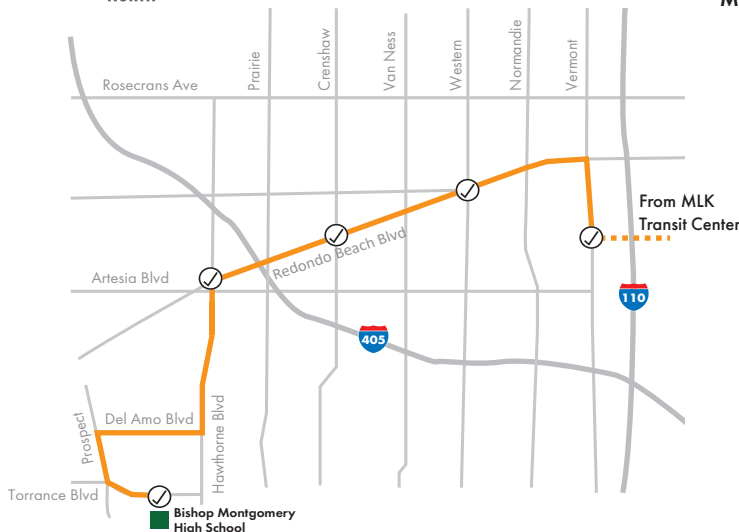 Rosecrans Ave
Prairie
Crenshaw
Van Ness
Western
Normandie
Vermont
From MLK
Transit Center
Redondo Beach Blvd
Artesia Blvd
110
405
Prospect
Del Amo Blvd
Hawthorne Blvd
Torrance Blvd
Bishop Montgomery
High School